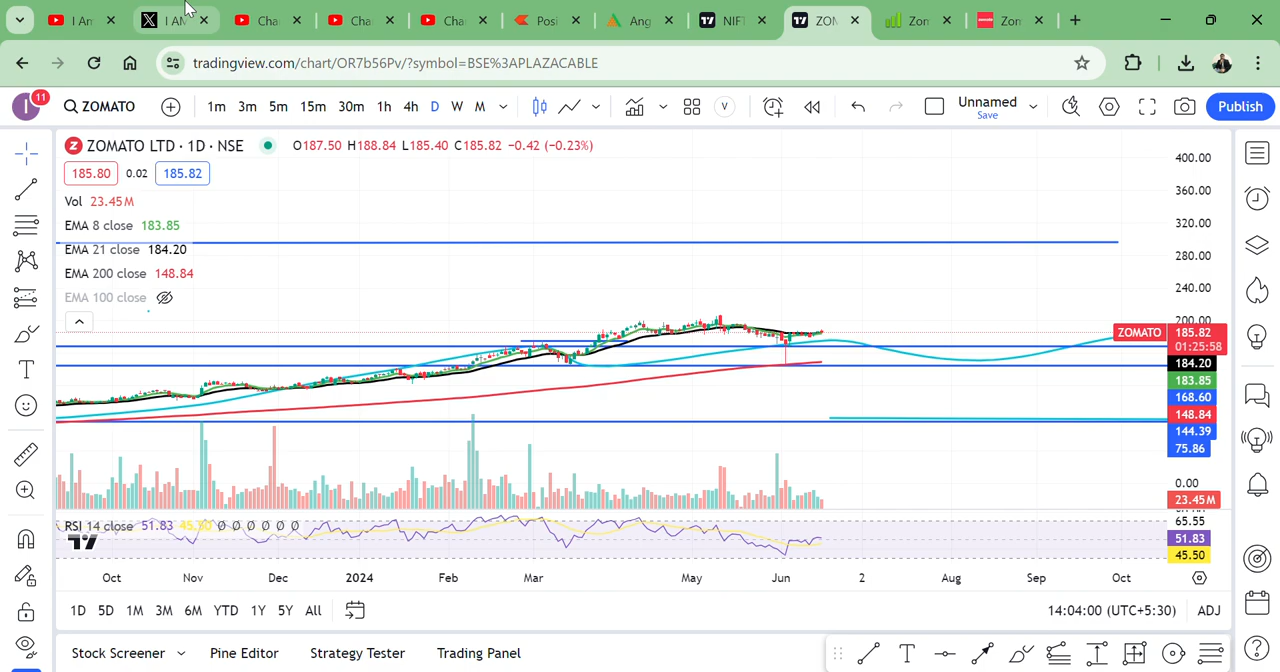 I Am
I AM
Cha
Cha
Cha
Posi
Ang
NIF
ZOM
Zon
Zon
tradingview.com/chart/OR7b56Pv/?symbol=BSE%3APLAZACABLE
I
11
ZOMATO
1m 3m 5m 15m 30m 1h 4h D W M
V
Unnamed
Save
Publish
Z ZOMATO LTD · 1D · NSE O187.50 H188.84 L185.40 C185.82 −0.42 (−0.23%)
185.80 0.02 185.82
Vol 23.45M
EMA 8 close 183.85
EMA 21 close 184.20
EMA 200 close 148.84
EMA 100 close
400.00
360.00
320.00
280.00
240.00
200.00
ZOMATO 185.82
01:25:58
184.20
183.85
168.60
148.84
144.39
75.86
0.00
23.45M
RSI 14 close 51.83 45.50 Ø Ø Ø Ø Ø Ø
65.55
51.83
45.50
Oct Nov Dec 2024 Feb Mar May Jun 2 Aug Sep Oct
1D 5D 1M 3M 6M YTD 1Y 5Y All 14:04:00 (UTC+5:30) ADJ
Stock Screener Pine Editor Strategy Tester Trading Panel